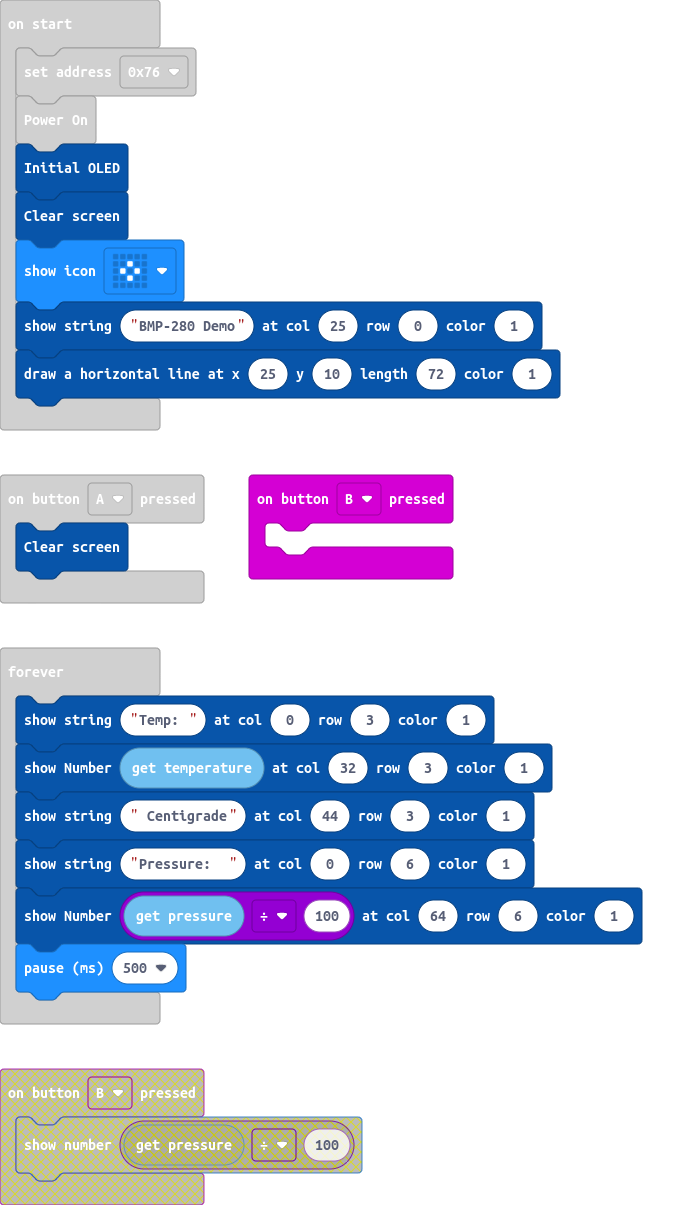 on start
set address 0x76
Power On
Initial OLED
Clear screen
show icon
show string "BMP-280 Demo" at col 25 row 0 color 1
draw a horizontal line at x 25 y 10 length 72 color 1
on button A pressed
Clear screen
on button B pressed
forever
show string "Temp: " at col 0 row 3 color 1
show Number get temperature at col 32 row 3 color 1
show string " Centigrade" at col 44 row 3 color 1
show string "Pressure:  " at col 0 row 6 color 1
show Number get pressure ÷ 100 at col 64 row 6 color 1
pause (ms) 500
on button B pressed
show number get pressure ÷ 100